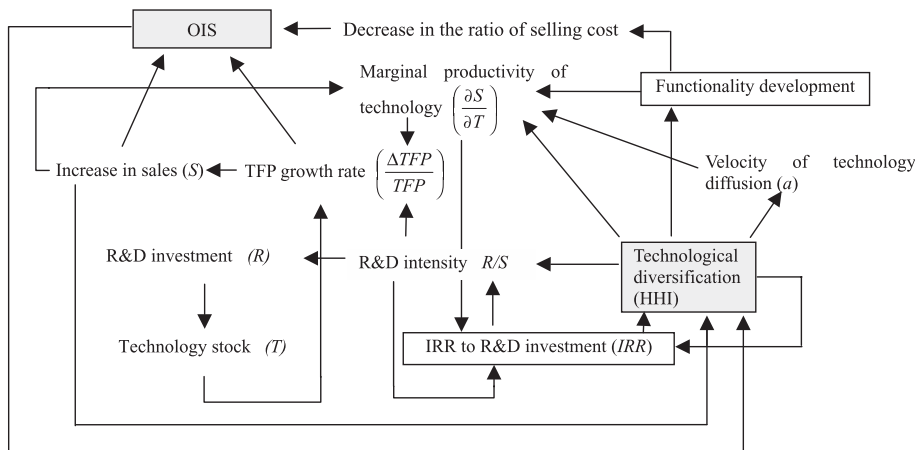 OIS
Decrease in the ratio of selling cost
Marginal productivity of
technology (∂S/∂T)
Functionality development
Increase in sales (S)
TFP growth rate (ΔTFP/TFP)
Velocity of technology
diffusion (a)
R&D investment (R)
R&D intensity R/S
Technological
diversification
(HHI)
Technology stock (T)
IRR to R&D investment (IRR)